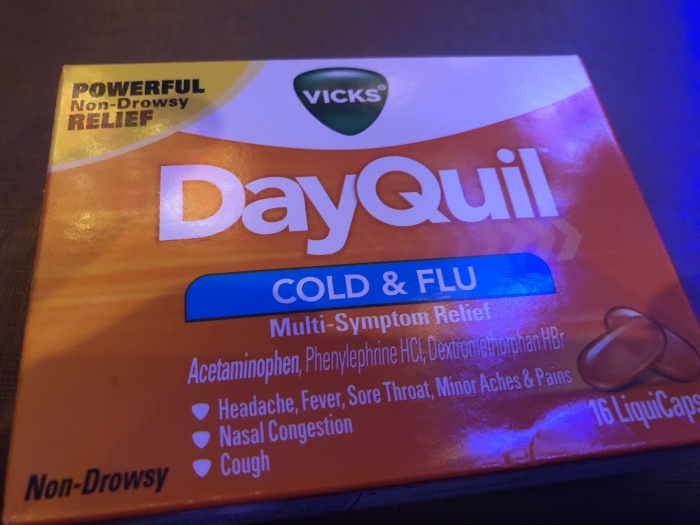 POWERFUL
Non-Drowsy
RELIEF
VICKS®
DayQuil™
COLD & FLU
Multi-Symptom Relief
Acetaminophen, Phenylephrine HCl, Dextromethorphan HBr
Headache, Fever, Sore Throat, Minor Aches & Pains
Nasal Congestion
Cough
16 LiquiCaps
Non-Drowsy